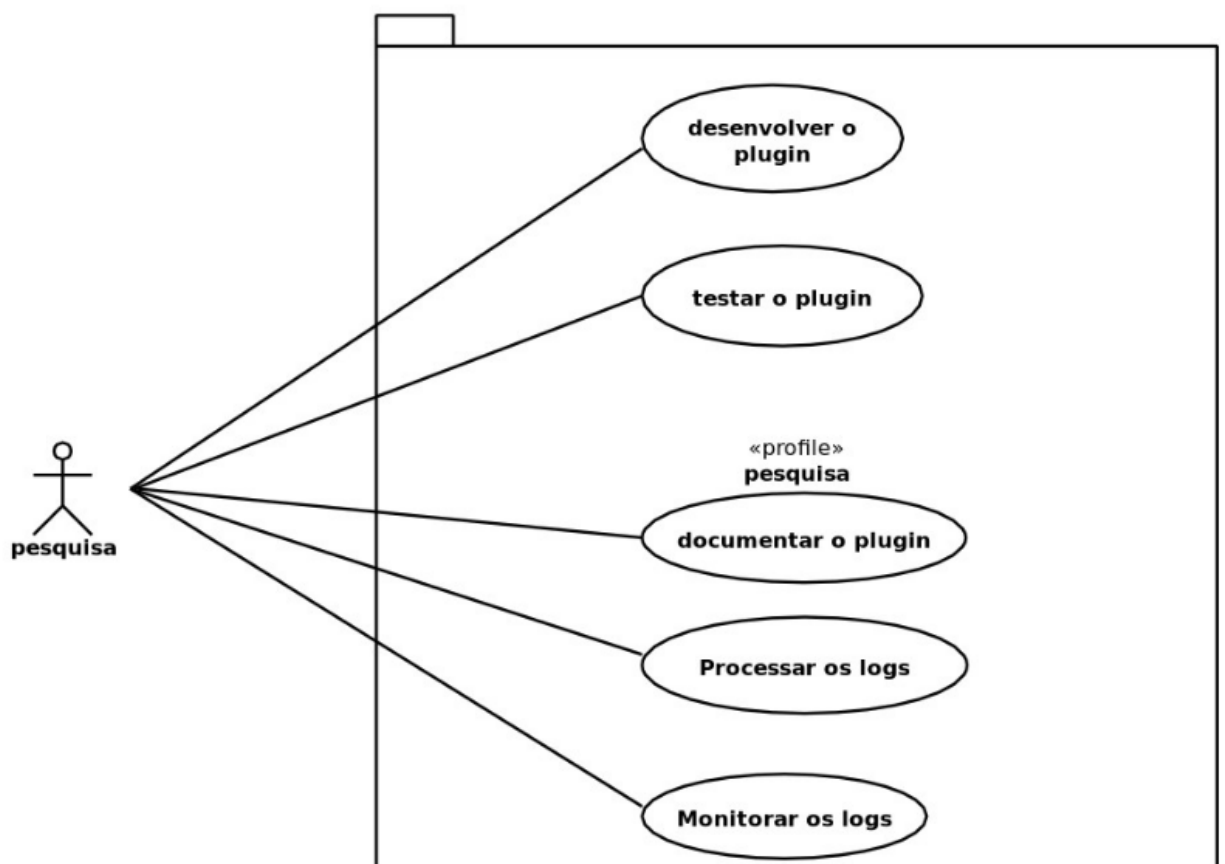 desenvolver o
plugin
testar o plugin
«profile»
pesquisa
documentar o plugin
pesquisa
Processar os logs
Monitorar os logs